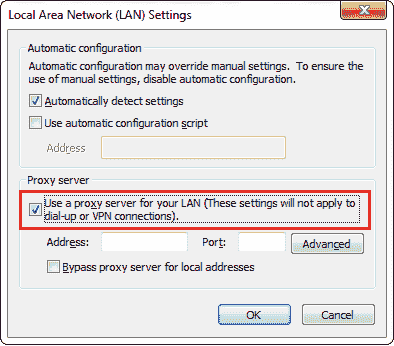 Local Area Network (LAN) Settings
Automatic configuration
Automatic configuration may override manual settings.  To ensure the
use of manual settings, disable automatic configuration.
Automatically detect settings
Use automatic configuration script
Address
Proxy server
Use a proxy server for your LAN (These settings will not apply to
dial-up or VPN connections).
Address:
Port:
Advanced
Bypass proxy server for local addresses
OK
Cancel